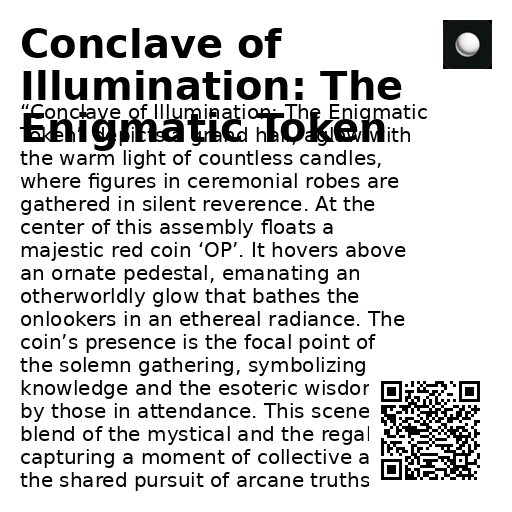 Conclave of
Illumination: The
Enigmatic Token
“Conclave of Illumination: The Enigmatic
Token” depicts a grand hall, aglow with
the warm light of countless candles,
where figures in ceremonial robes are
gathered in silent reverence. At the
center of this assembly floats a
majestic red coin ‘OP’. It hovers above
an ornate pedestal, emanating an
otherworldly glow that bathes the
onlookers in an ethereal radiance. The
coin’s presence is the focal point of
the solemn gathering, symbolizing
knowledge and the esoteric wisdor
by those in attendance. This scene
blend of the mystical and the regal
capturing a moment of collective a
the shared pursuit of arcane truths